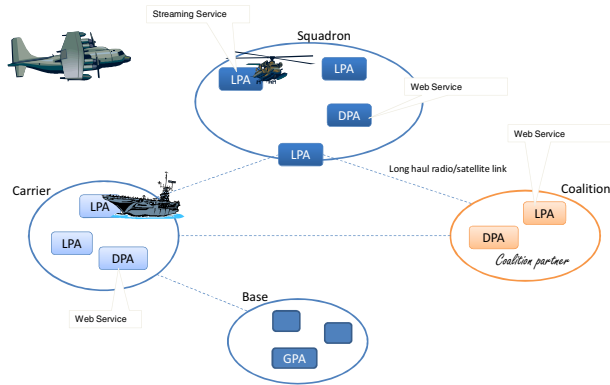 Streaming Service
Squadron
LPA
LPA
Web Service
DPA
Web Service
LPA
Long haul radio/satellite link
Coalition
Carrier
LPA
LPA
DPA
LPA
DPA
Coalition partner
Web Service
Base
GPA